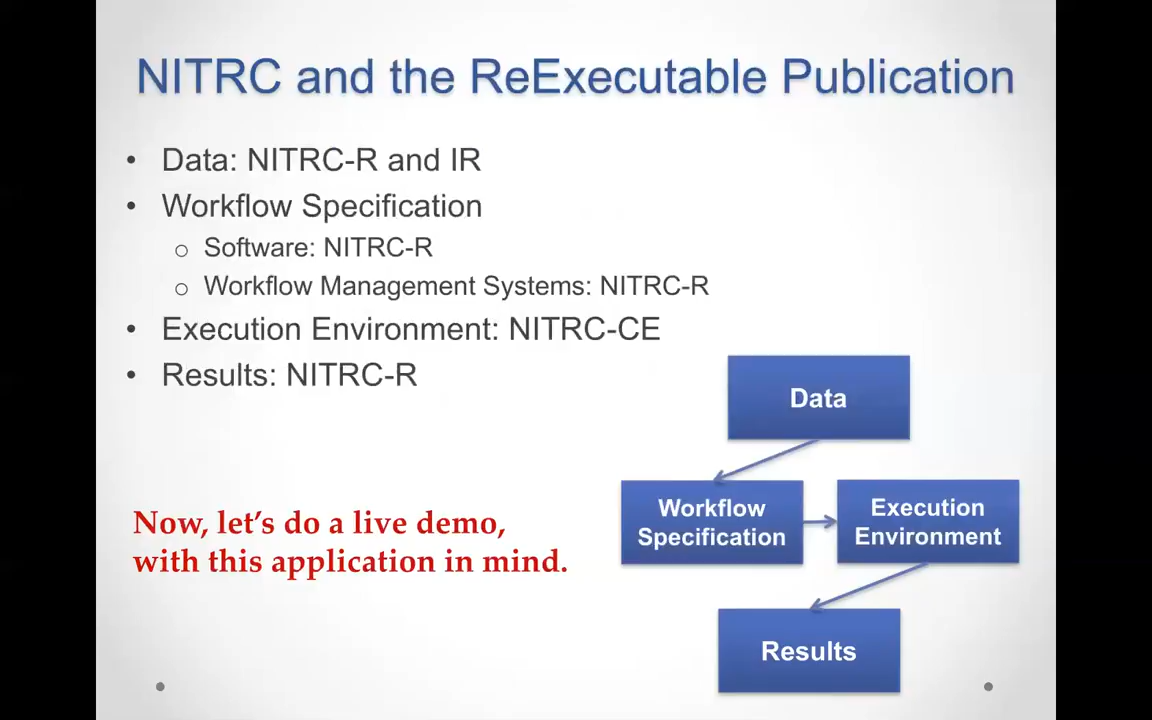 NITRC and the ReExecutable Publication
• Data: NITRC-R and IR
• Workflow Specification
o Software: NITRC-R
o Workflow Management Systems: NITRC-R
• Execution Environment: NITRC-CE
• Results: NITRC-R
Now, let's do a live demo,
with this application in mind.
Data
Workflow
Specification
Execution
Environment
Results